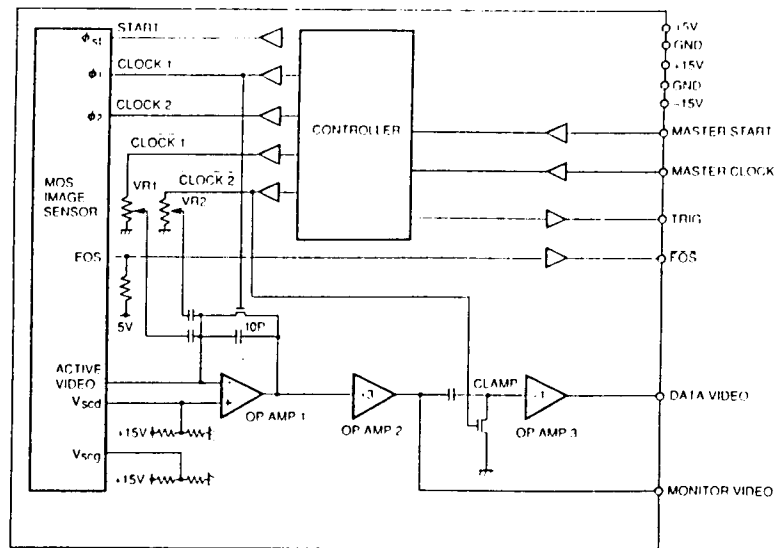 START
φst
+5V
GND
φ1
CLOCK 1
+15V
GND
φ2
CLOCK 2
-15V
CONTROLLER
MASTER START
CLOCK 1
MASTER CLOCK
MOS
IMAGE
SENSOR
VR1
CLOCK 2
VR2
TRIG
EOS
EOS
5V
10P
ACTIVE
VIDEO
-
+
OP AMP 1
OP AMP 2
CLAMP
OP AMP 3
DATA VIDEO
Vscd
+15V
Vscg
+15V
MONITOR VIDEO